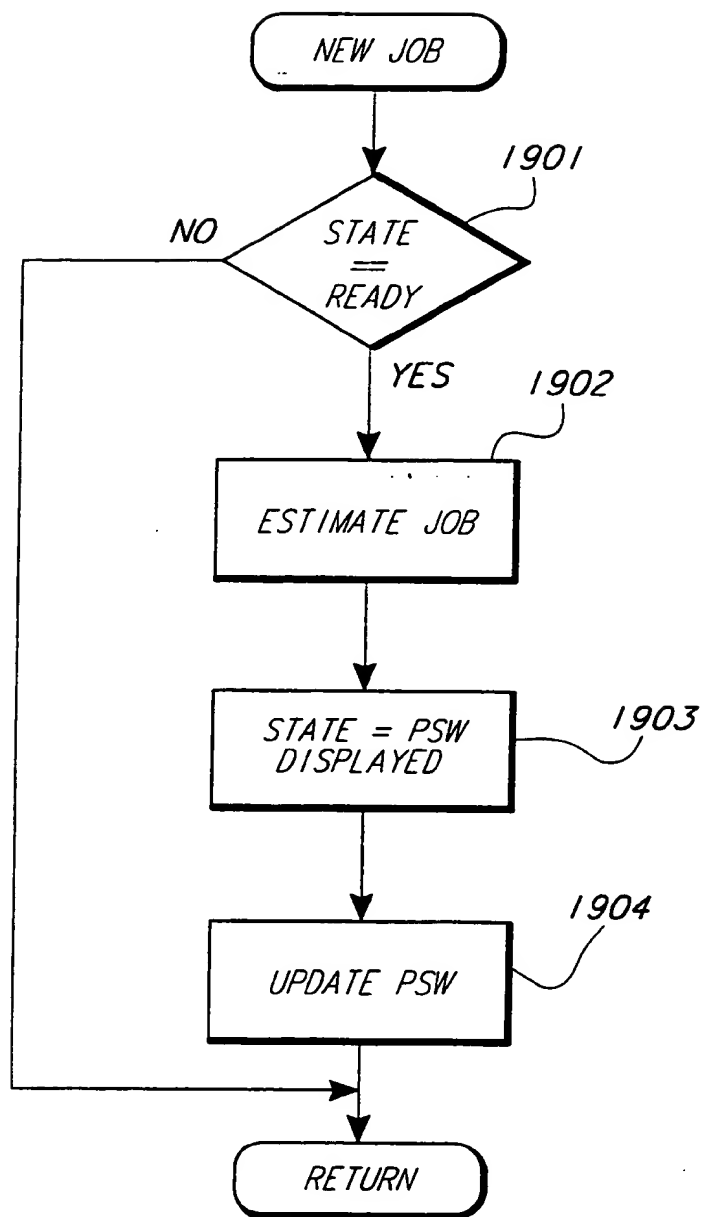 NEW JOB
1901
NO
STATE
==
READY
YES
1902
ESTIMATE JOB
STATE = PSW
DISPLAYED
1903
1904
UPDATE PSW
RETURN